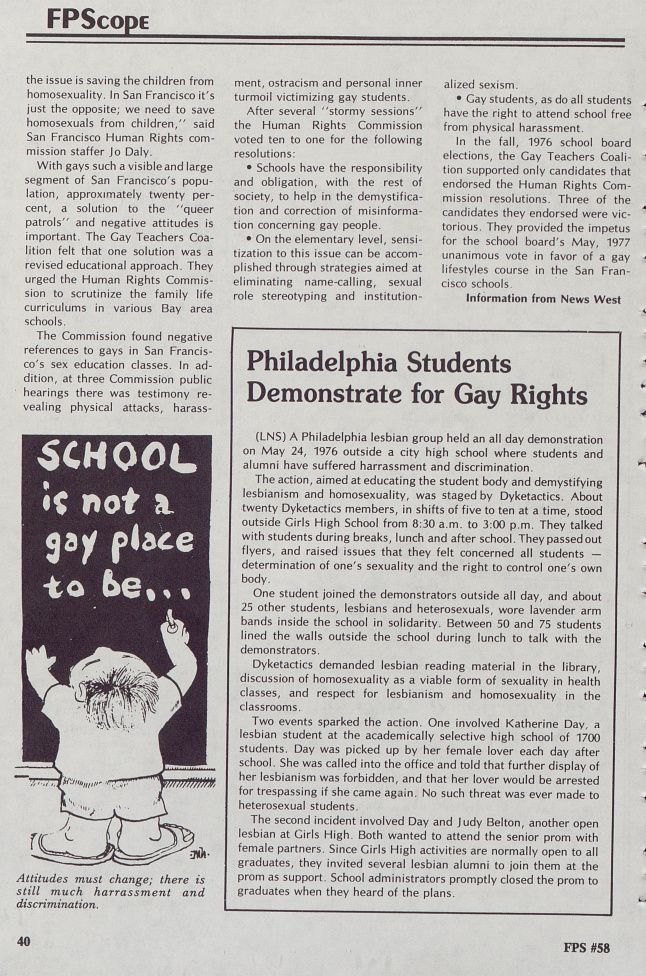 FPScope
the issue is saving the children from
homosexuality. In San Francisco it's
just the opposite; we need to save
homosexuals from children,'' said
San Francisco Human Rights com-
mission staffer Jo Daly.
With gays such a visible and large
segment of San Francisco's popu-
lation, approximately twenty per-
cent, a solution to the ''queer
patrols'' and negative attitudes is
important. The Gay Teachers Coa-
lition felt that one solution was a
revised educational approach. They
urged the Human Rights Commis-
sion to scrutinize the family life
curriculums in various Bay area
schools.
The Commission found negative
references to gays in San Francis-
co's sex education classes. In ad-
dition, at three Commission public
hearings there was testimony re-
vealing physical attacks, harass-
ment, ostracism and personal inner
turmoil victimizing gay students.
After several ''stormy sessions''
the Human Rights Commission
voted ten to one for the following
resolutions:
• Schools have the responsibility
and obligation, with the rest of
society, to help in the demystifica-
tion and correction of misinforma-
tion concerning gay people.
• On the elementary level, sensi-
tization to this issue can be accom-
plished through strategies aimed at
eliminating name-calling, sexual
role stereotyping and institution-
alized sexism.
• Gay students, as do all students
have the right to attend school free
from physical harassment.
In the fall, 1976 school board
elections, the Gay Teachers Coali-
tion supported only candidates that
endorsed the Human Rights Com-
mission resolutions. Three of the
candidates they endorsed were vic-
torious. They provided the impetus
for the school board's May, 1977
unanimous vote in favor of a gay
lifestyles course in the San Fran-
cisco schools.
Information from News West
SCHOOL
is not a
gay place
to be...
Attitudes must change; there is
still much harrassment and
discrimination.
Philadelphia Students
Demonstrate for Gay Rights
(LNS) A Philadelphia lesbian group held an all day demonstration
on May 24, 1976 outside a city high school where students and
alumni have suffered harrassment and discrimination.
The action, aimed at educating the student body and demystifying
lesbianism and homosexuality, was staged by Dyketactics. About
twenty Dyketactics members, in shifts of five to ten at a time, stood
outside Girls High School from 8:30 a.m. to 3:00 p.m. They talked
with students during breaks, lunch and after school. They passed out
flyers, and raised issues that they felt concerned all students —
determination of one's sexuality and the right to control one's own
body.
One student joined the demonstrators outside all day, and about
25 other students, lesbians and heterosexuals, wore lavender arm
bands inside the school in solidarity. Between 50 and 75 students
lined the walls outside the school during lunch to talk with the
demonstrators.
Dyketactics demanded lesbian reading material in the library,
discussion of homosexuality as a viable form of sexuality in health
classes, and respect for lesbianism and homosexuality in the
classrooms.
Two events sparked the action. One involved Katherine Day, a
lesbian student at the academically selective high school of 1700
students. Day was picked up by her female lover each day after
school. She was called into the office and told that further display of
her lesbianism was forbidden, and that her lover would be arrested
for trespassing if she came again. No such threat was ever made to
heterosexual students.
The second incident involved Day and Judy Belton, another open
lesbian at Girls High. Both wanted to attend the senior prom with
female partners. Since Girls High activities are normally open to all
graduates, they invited several lesbian alumni to join them at the
prom as support. School administrators promptly closed the prom to
graduates when they heard of the plans.
40
FPS #58